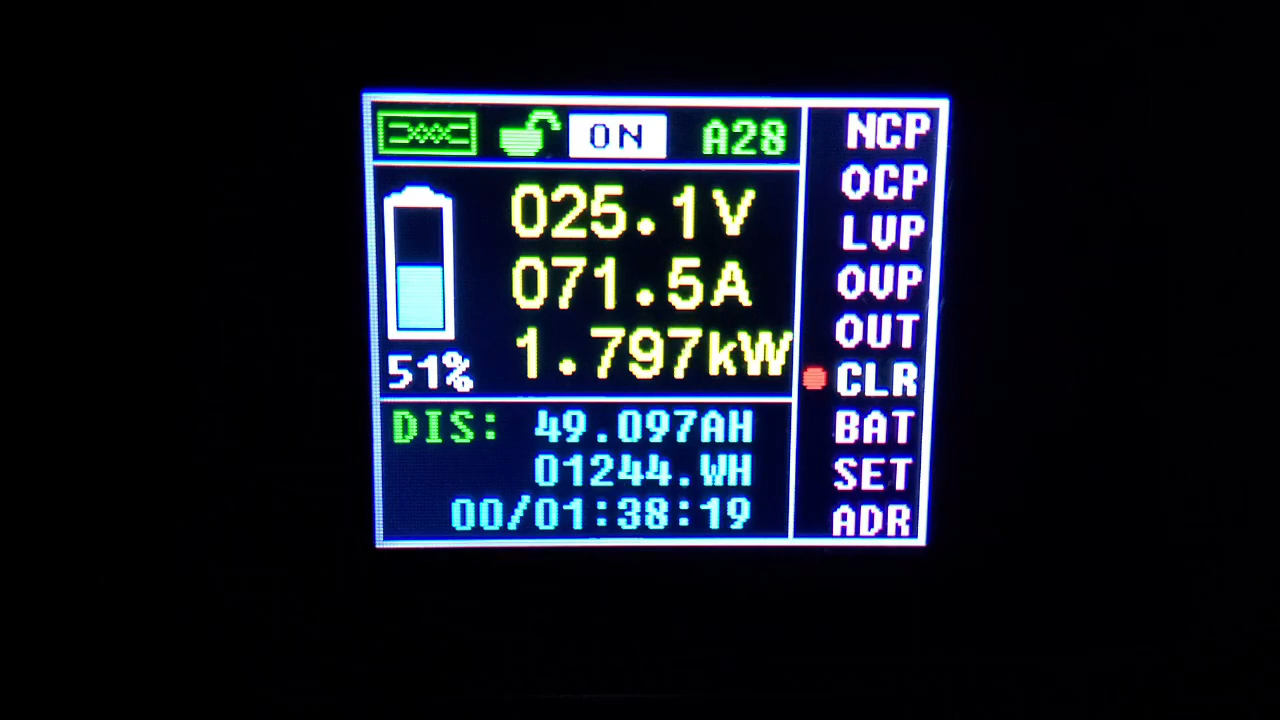 ON A28
025.1V
071.5A
1.797kW
51%
DIS: 49.097AH
01244.WH
00/01:38:19
NCP
OCP
LVP
OVP
OUT
CLR
BAT
SET
ADR